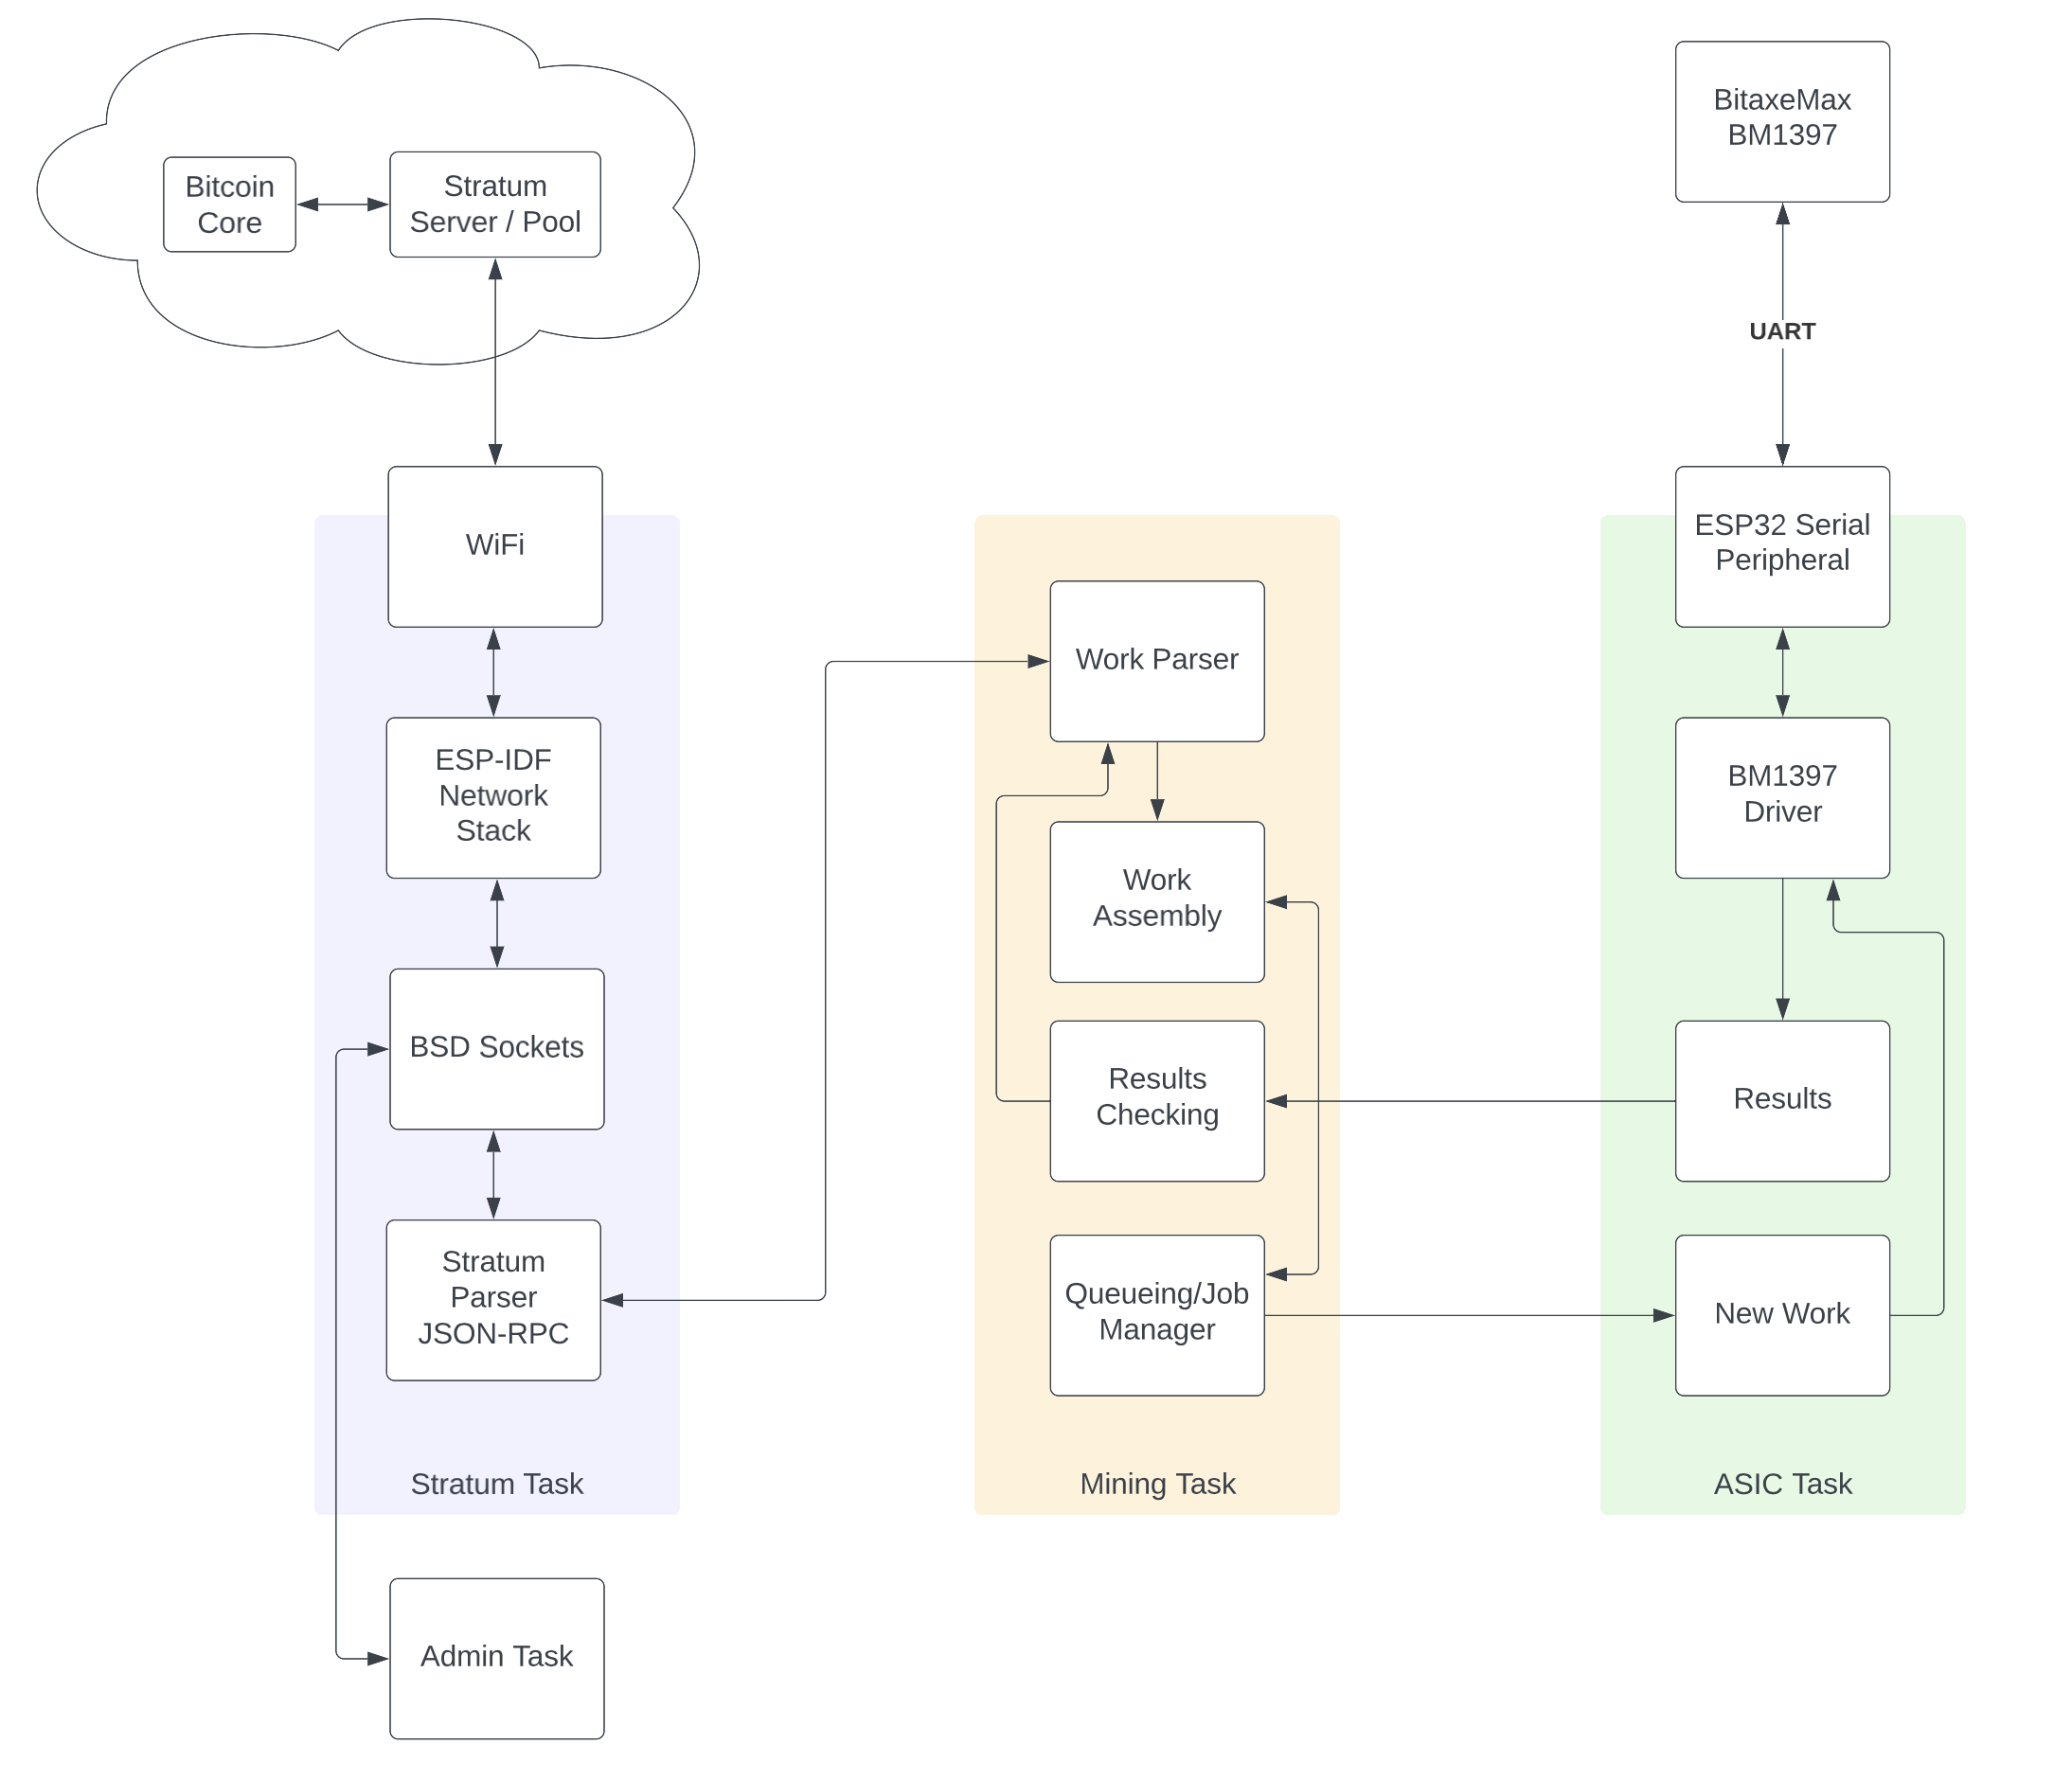 Bitcoin
Core
Stratum
Server / Pool
BitaxeMax
BM1397
UART
WiFi
ESP-IDF
Network
Stack
BSD Sockets
Stratum
Parser
JSON-RPC
Stratum Task
Admin Task
Work Parser
Work
Assembly
Results
Checking
Queueing/Job
Manager
Mining Task
ESP32 Serial
Peripheral
BM1397
Driver
Results
New Work
ASIC Task